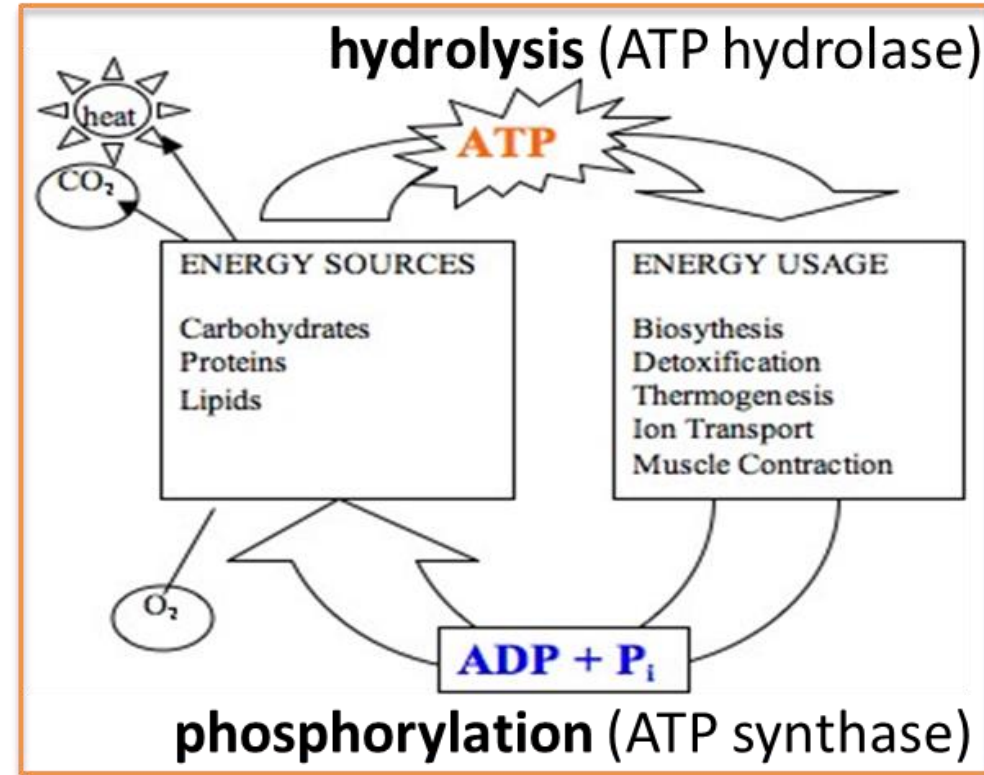 hydrolysis (ATP hydrolase)
heat
ATP
CO₂
ENERGY SOURCES
Carbohydrates
Proteins
Lipids
ENERGY USAGE
Biosythesis
Detoxification
Thermogenesis
Ion Transport
Muscle Contraction
O₂
ADP + Pᵢ
phosphorylation (ATP synthase)